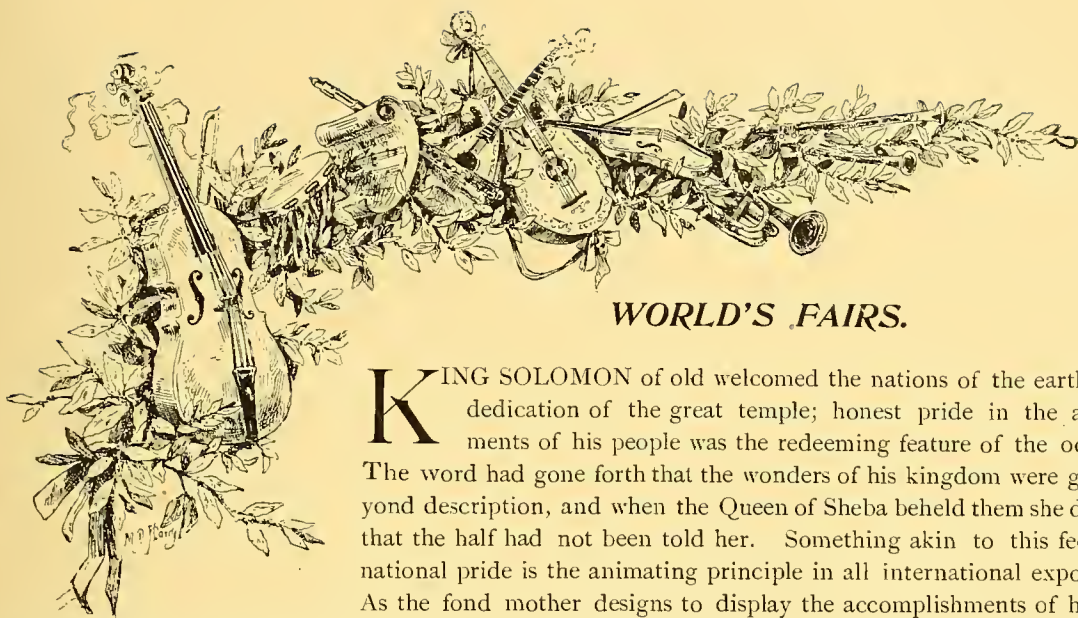 WORLD'S FAIRS.
KING SOLOMON of old welcomed the nations of the earth
dedication of the great temple; honest pride in the
ments of his people was the redeeming feature of the
The word had gone forth that the wonders of his kingdom were
yond description, and when the Queen of Sheba beheld them she
that the half had not been told her. Something akin to this
national pride is the animating principle in all international
As the fond mother designs to display the accomplishments of